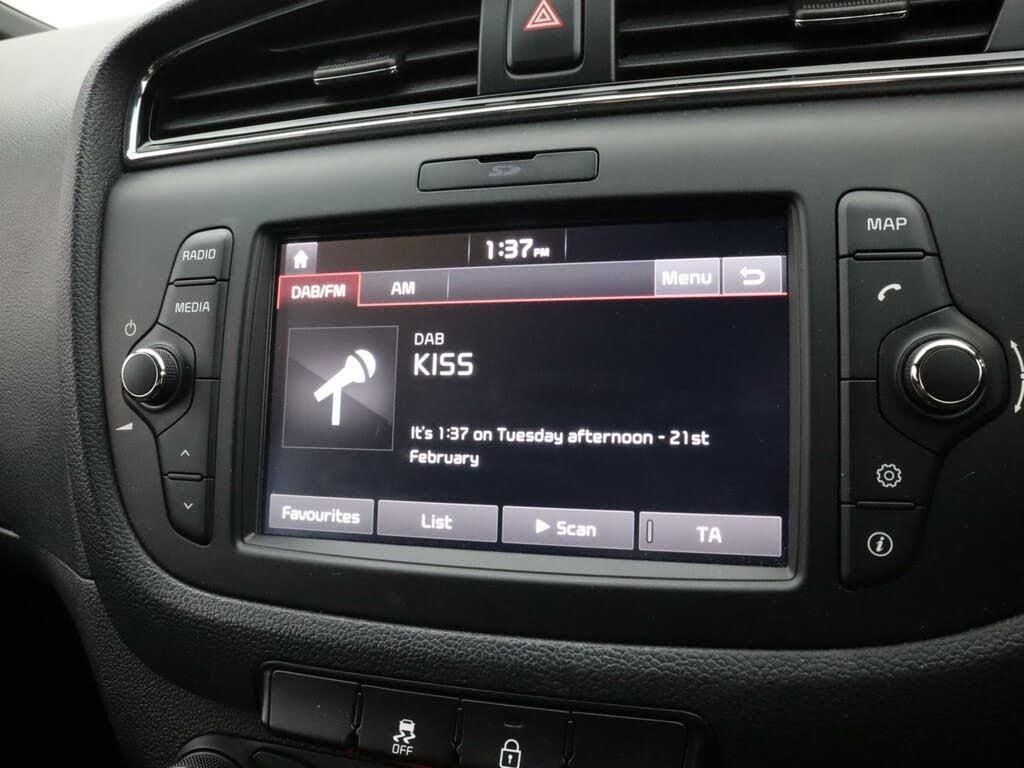 SD
1:37 PM
RADIO
MAP
DAB/FM
AM
Menu
MEDIA
DAB
KISS
It's 1:37 on Tuesday afternoon - 21st
February
Favourites
List
Scan
TA
i
OFF